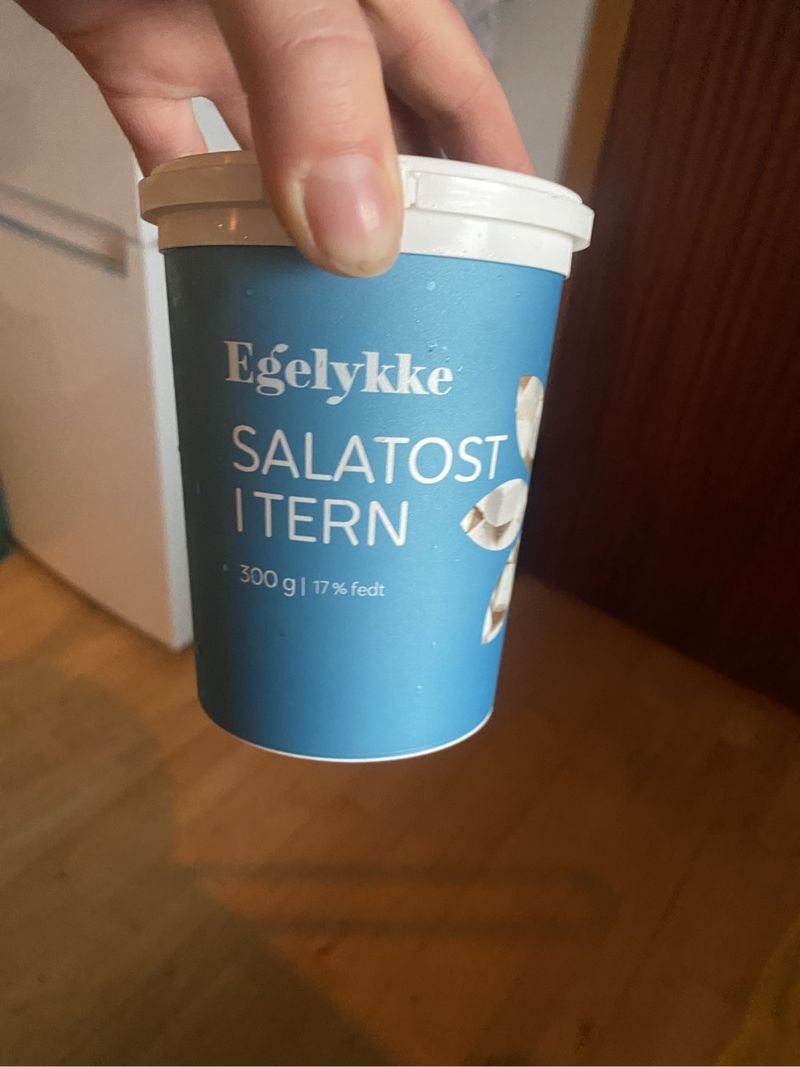 Egelykke
SALATOST
I TERN
300 g | 17% fedt